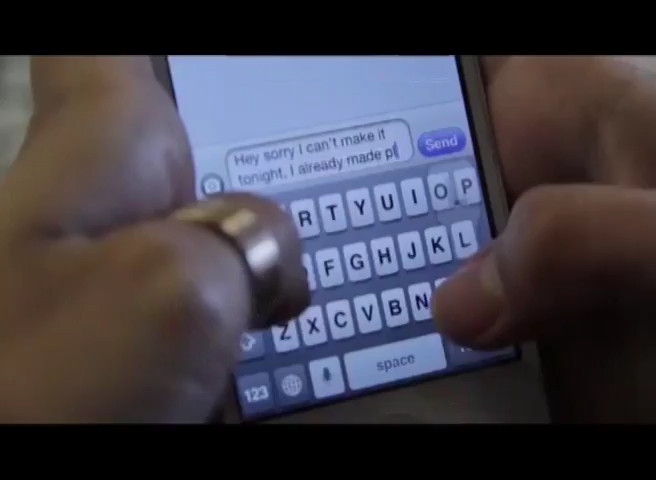 Hey sorry I can't make it
tonight, I already made pl
Send
R T Y U I O P
F G H J K L
Z X C V B N
123
space